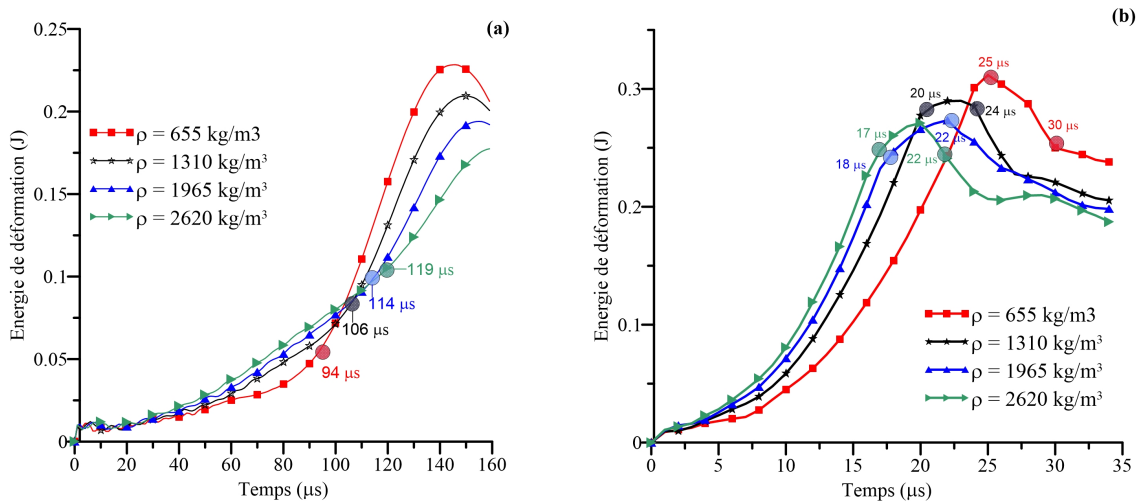 (a)
0.25
0.2
0.15
0.1
0.05
0
Energie de déformation (J)
ρ = 655 kg/m3
ρ = 1310 kg/m³
ρ = 1965 kg/m³
ρ = 2620 kg/m³
94 μs
106 μs
114 μs
119 μs
0 20 40 60 80 100 120 140 160
Temps (μs)
(b)
0.3
0.2
0.1
0
Energie de déformation (J)
17 μs
18 μs
20 μs
22 μs
22 μs
24 μs
25 μs
30 μs
ρ = 655 kg/m3
ρ = 1310 kg/m³
ρ = 1965 kg/m³
ρ = 2620 kg/m³
0 5 10 15 20 25 30 35
Temps (μs)